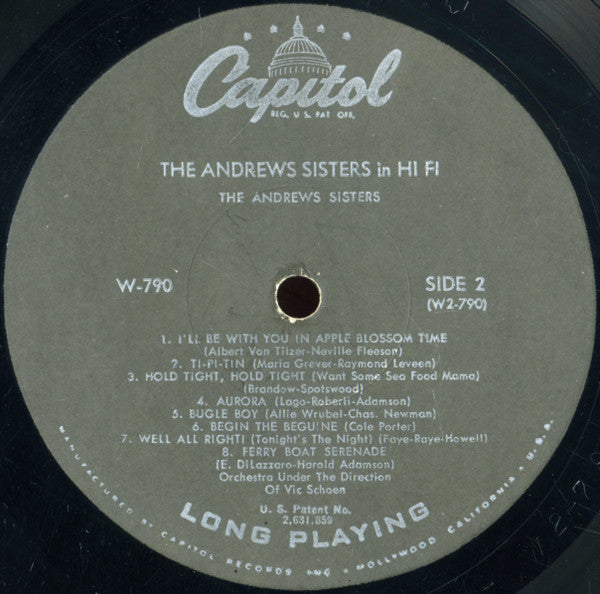 Capitol
REG. U. S. PAT. OFF.
THE ANDREWS SISTERS in HI FI
THE ANDREWS SISTERS
W-790
SIDE 2
(W2-790)
1. I'LL BE WITH YOU IN APPLE BLOSSOM TIME
(Albert Von Tilzer-Neville Fleeson)
2. TI-PI-TIN (Maria Grever-Raymond Leveen)
3. HOLD TIGHT, HOLD TIGHT (Want Some Sea Food Mama)
(Brandow-Spotswood)
4. AURORA (Lago-Roberti-Adamson)
5. BUGLE BOY (Allie Wrubel-Chas. Newman)
6. BEGIN THE BEGUINE (Cole Porter)
7. WELL ALL RIGHT! (Tonight's The Night) (Faye-Raye-Howell)
8. FERRY BOAT SERENADE
(E. DiLazzaro-Harold Adamson)
Orchestra Under The Direction
Of Vic Schoen
U. S. Patent No.
2,631,859
LONG PLAYING
MANUFACTURED BY CAPITOL RECORDS INC • HOLLYWOOD CALIFORNIA • U.S.A.